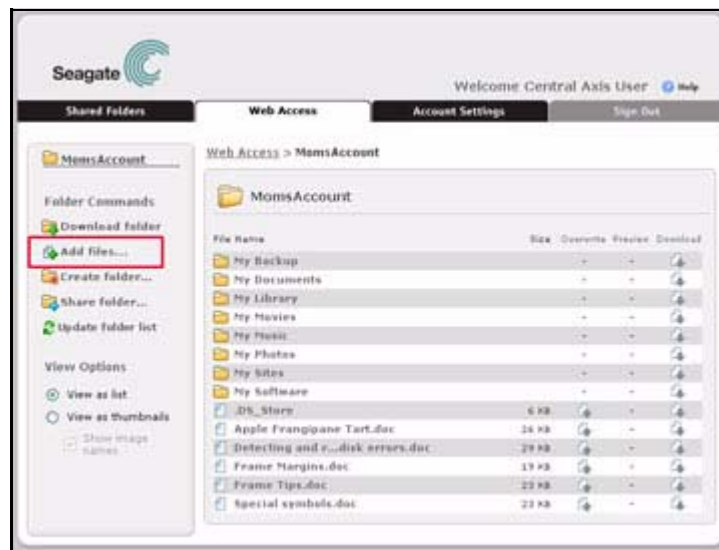 Seagate
Welcome Central Axis User Help
Shared Folders Web Access Account Settings Sign Out
MomsAccount
Folder Commands
Download folder
Add files...
Create folder...
Share folder...
Update folder list
View Options
View as list
View as thumbnails
Show image names
Web Access > MomsAccount
MomsAccount
File Name Size Overwrite Preview Download
My Backup - -
My Documents - -
My Library - -
My Movies - -
My Music - -
My Photos - -
My Sites - -
My Software - -
.DS_Store 6 KB -
Apple Frangipane Tart.doc 26 KB -
Detecting and r...disk errors.doc 29 KB -
Frame Margins.doc 19 KB -
Frame Tips.doc 23 KB -
Special symbols.doc 23 KB -